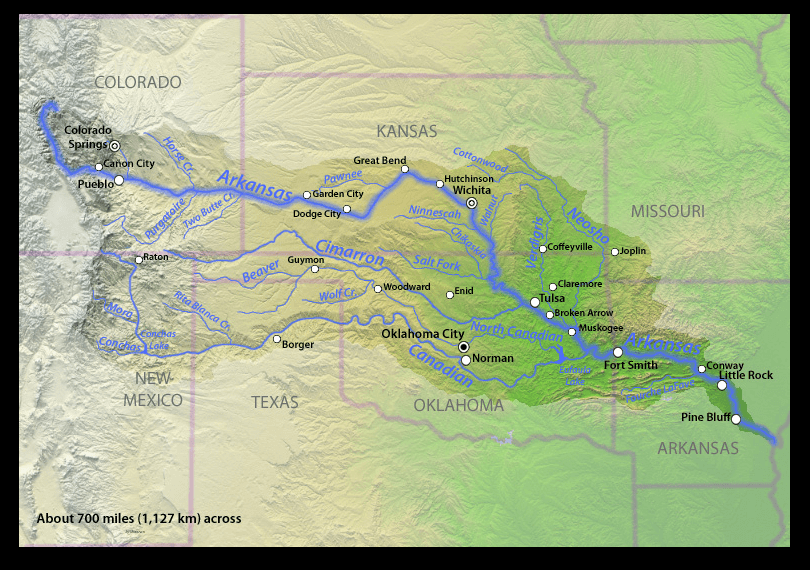 COLORADO
KANSAS
MISSOURI
Colorado
Springs
Horse Cr.
Cottonwood
Great Bend
Canon City
Pawnee
Hutchinson
Pueblo
Arkansas
Garden City
Wichita
Purgatoire
Two Butte Cr.
Dodge City
Ninnescah
Walnut
Neosho
Verdigris
Chikaskia
Coffeyville
Joplin
Raton
Cimarron
Guymon
Beaver
Salt Fork
Claremore
Woodward
Enid
Tulsa
Rita Blanca Cr.
Wolf Cr.
Mora
Broken Arrow
Conchas
Lake
Conchas
Borger
Oklahoma City
North Canadian
Muskogee
Arkansas
Canadian
Norman
Fort Smith
Conway
Eufaula
Lake
Little Rock
NEW
MEXICO
TEXAS
OKLAHOMA
Fourche LaFave
Pine Bluff
ARKANSAS
About 700 miles (1,127 km) across